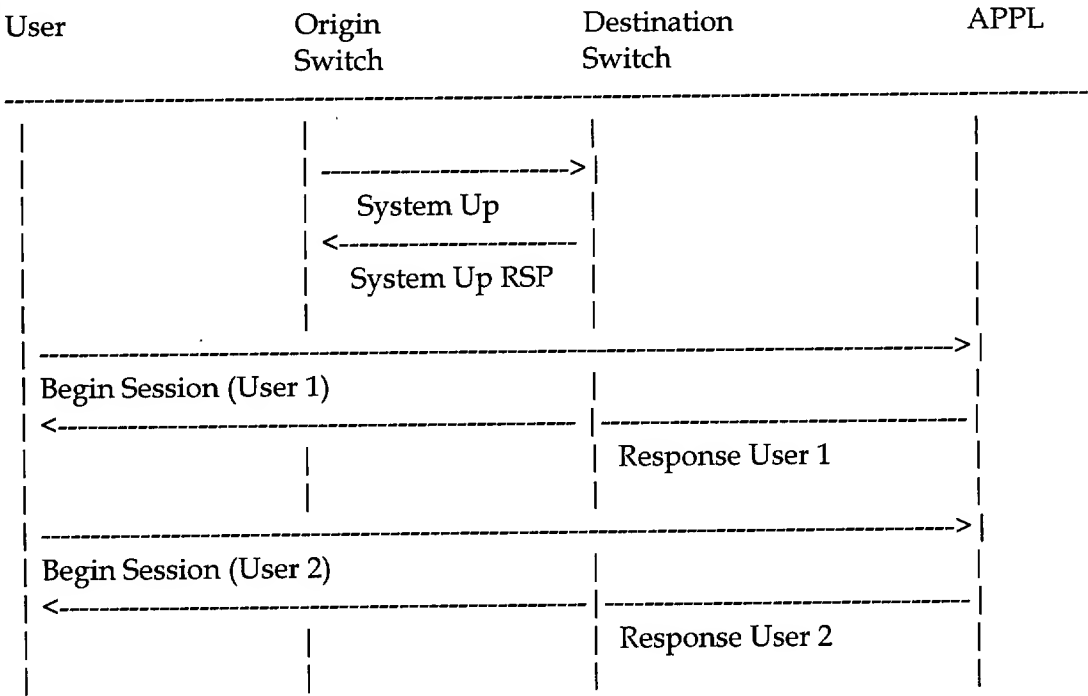 User Origin Switch Destination Switch APPL
System Up
System Up RSP
Begin Session (User 1)
Response User 1
Begin Session (User 2)
Response User 2